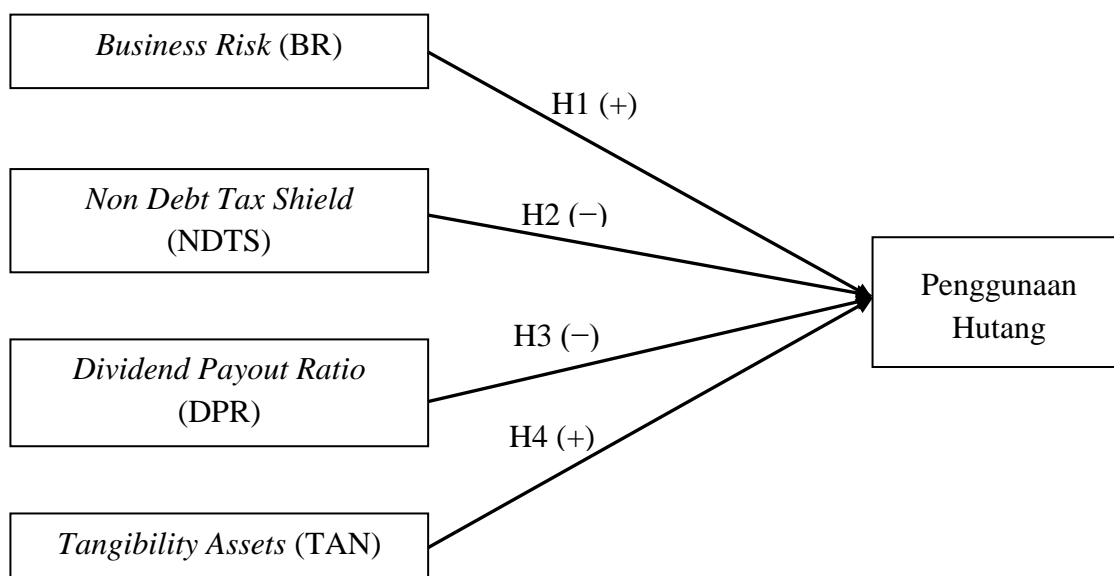 Business Risk (BR)
H1 (+)
Non Debt Tax Shield
(NDTS)
H2 (−)
Penggunaan
Hutang
H3 (−)
Dividend Payout Ratio
(DPR)
H4 (+)
Tangibility Assets (TAN)